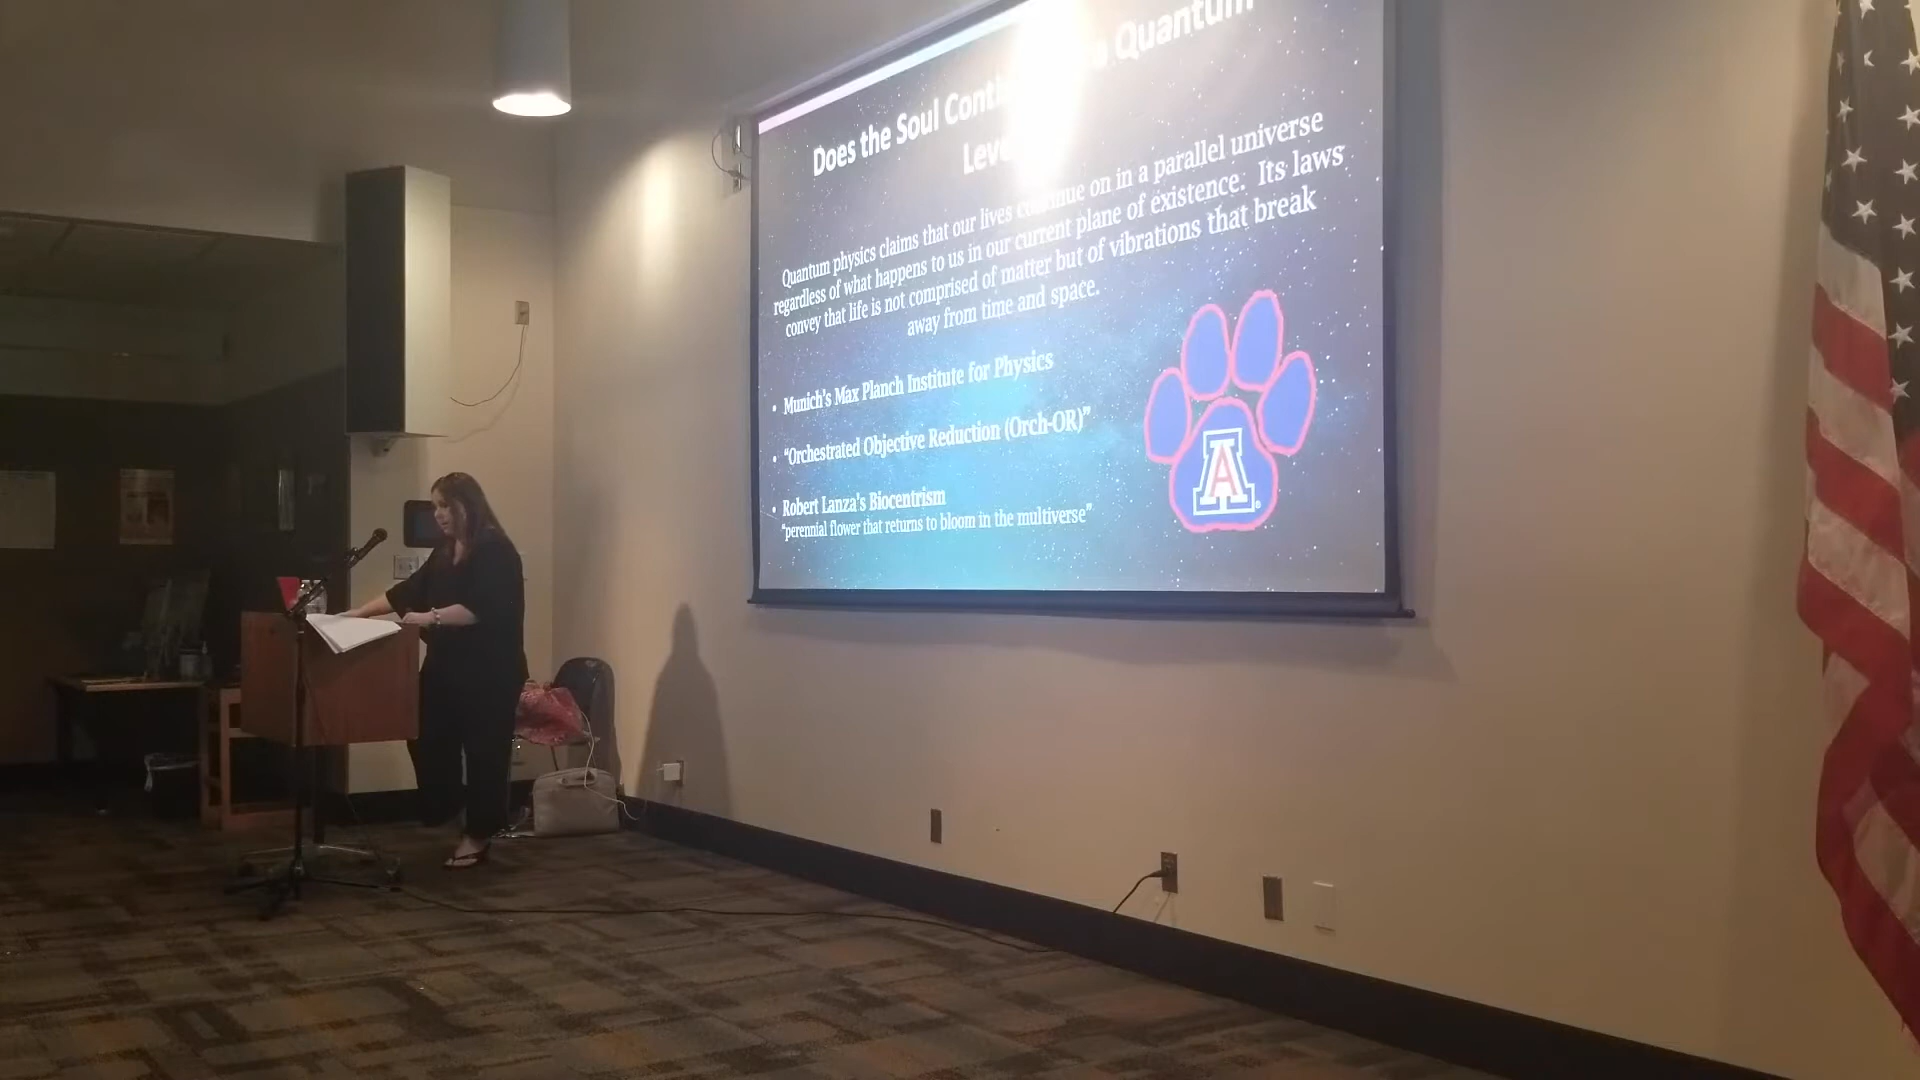 Does the Soul Quantum
Quantum physics claims that our lives continue on in a parallel universe
regardless of what happens to us in our current plane of existence. Its laws
convey that life is not comprised of matter but of vibrations that break
away from time and space.
• Munich's Max Planch Institute for Physics
• "Orchestrated Objective Reduction (Orch-OR)"
• Robert Lanza's Biocentrism
"perennial flower that returns to bloom in the multiverse"
A